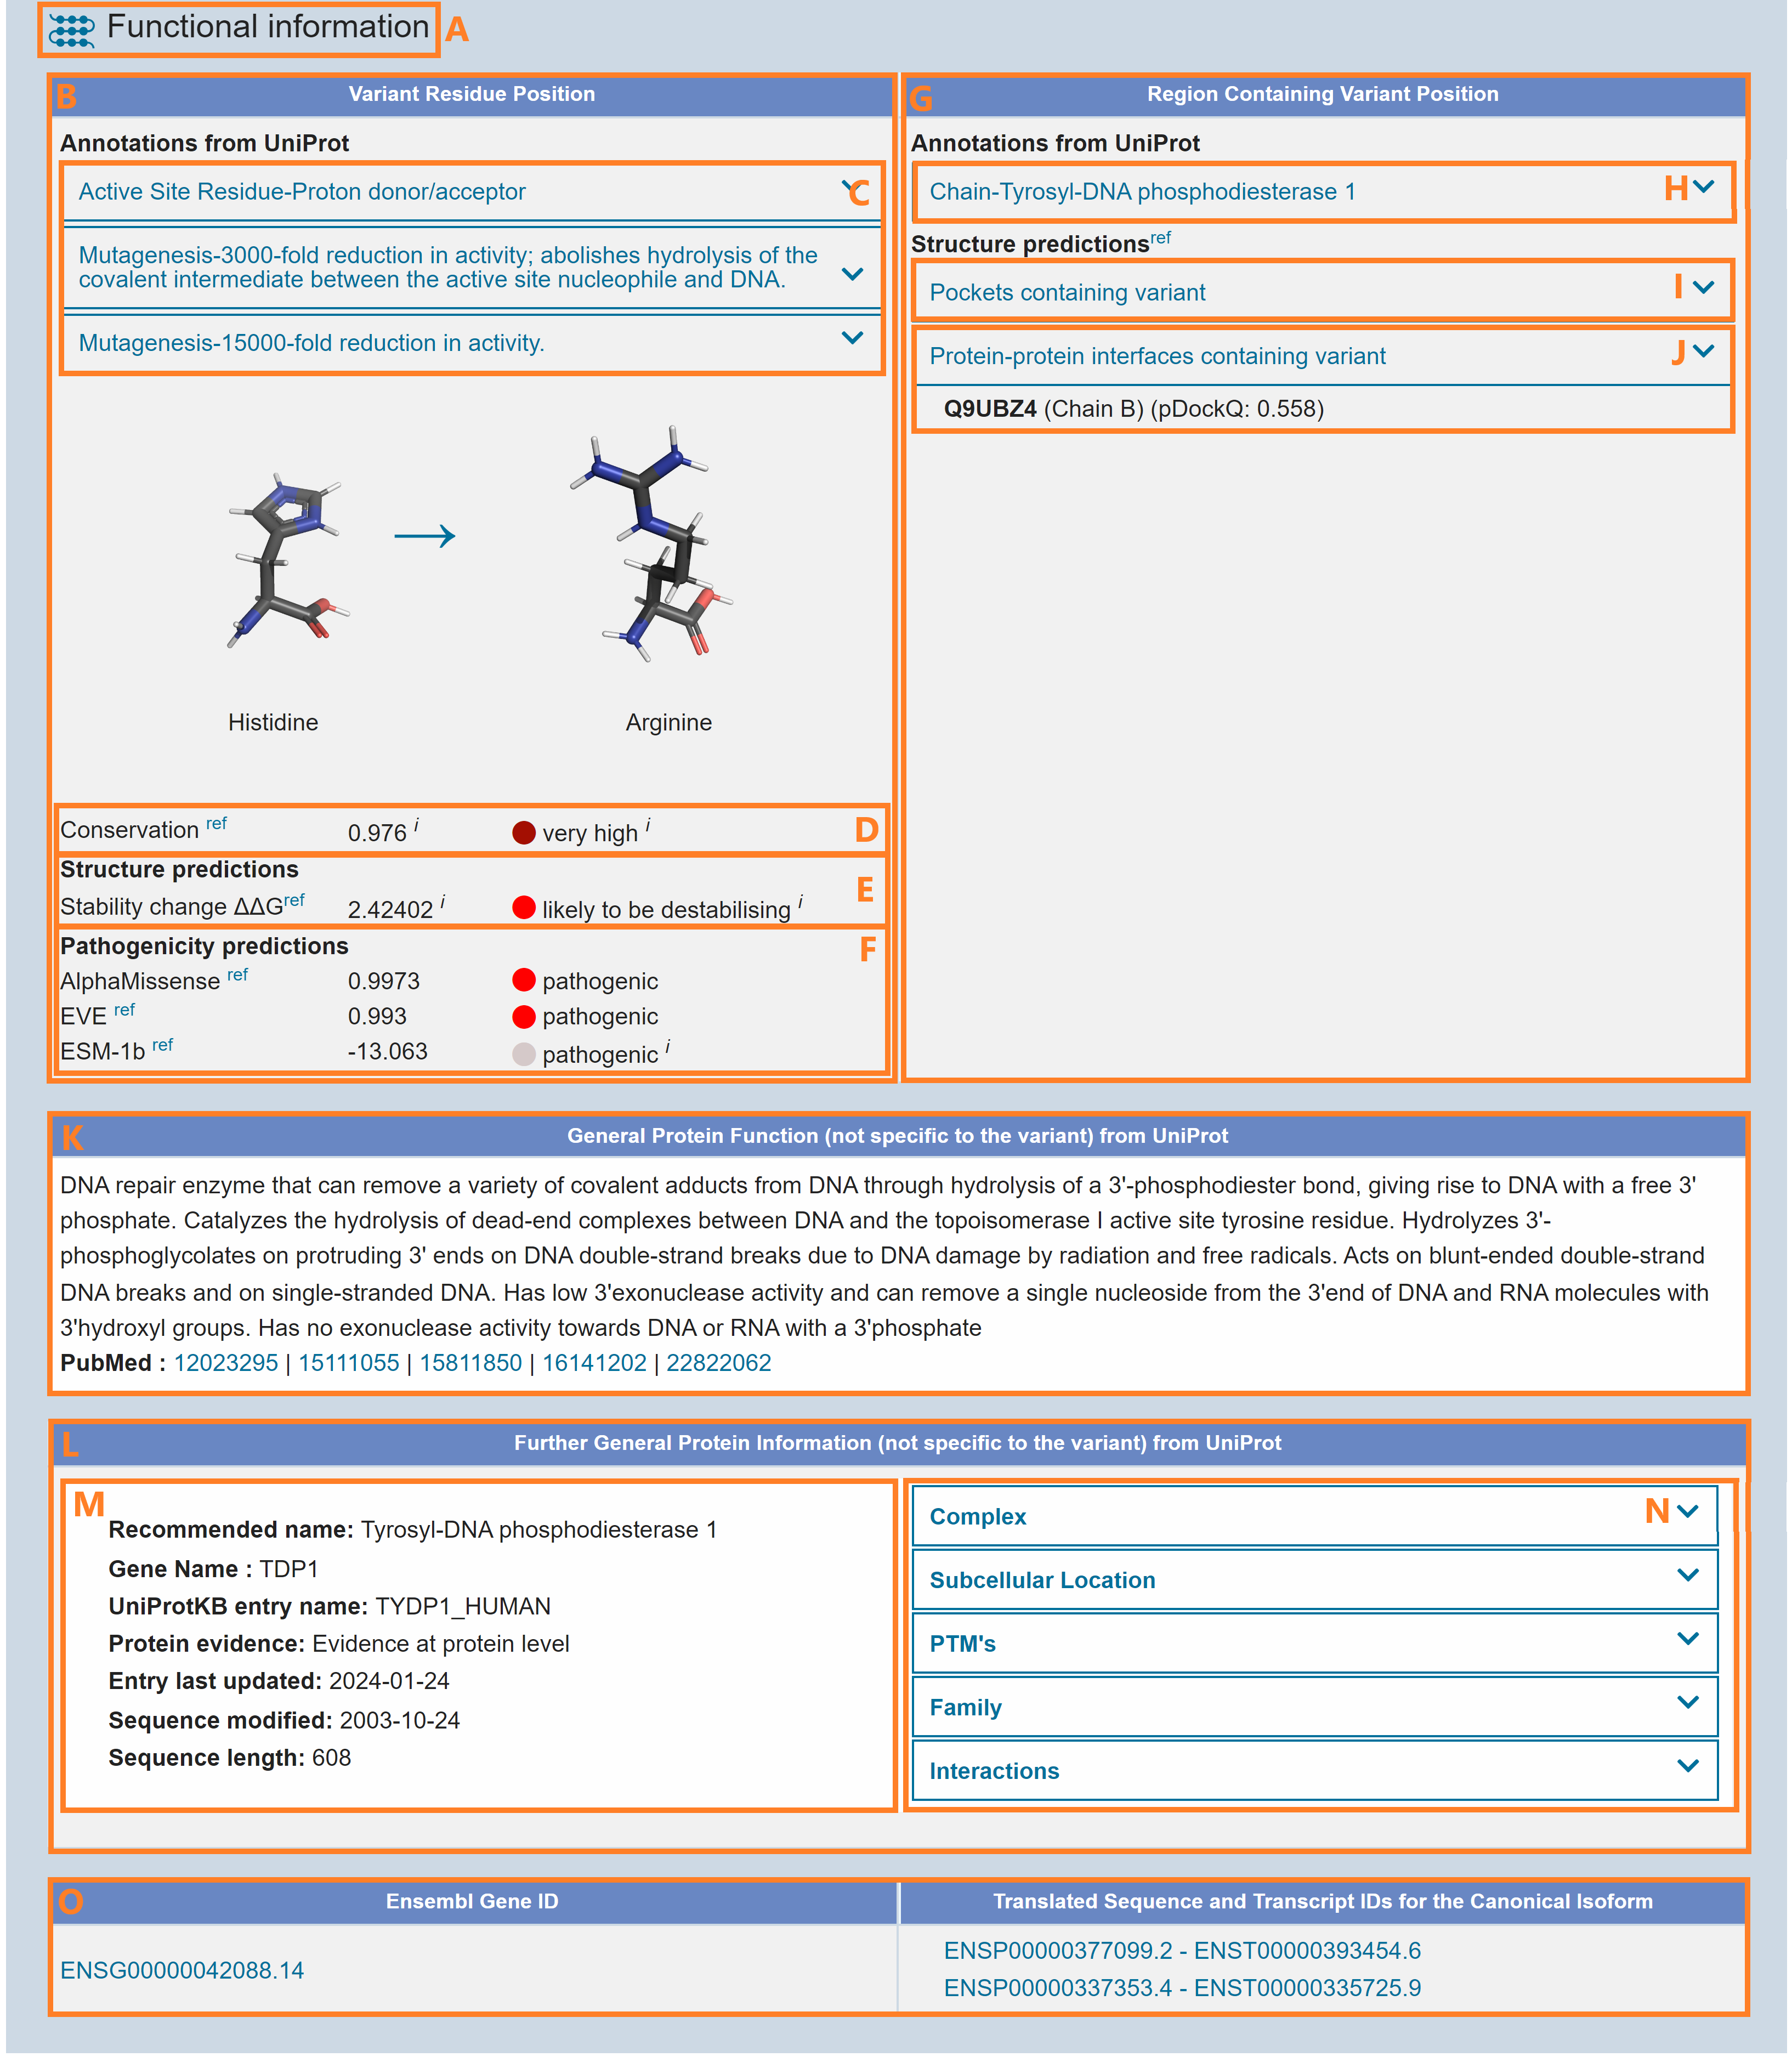 Functional information A
B Variant Residue Position
Annotations from UniProt
Active Site Residue-Proton donor/acceptor C
Mutagenesis-3000-fold reduction in activity; abolishes hydrolysis of the
covalent intermediate between the active site nucleophile and DNA.
Mutagenesis-15000-fold reduction in activity.
Histidine
Arginine
Conservation ref 0.976 i very high i D
Structure predictions
E
Stability change ΔΔGref 2.42402 i likely to be destabilising i
Pathogenicity predictions F
AlphaMissense ref 0.9973 pathogenic
EVE ref 0.993 pathogenic
ESM-1b ref -13.063 pathogenic i
G Region Containing Variant Position
Annotations from UniProt
Chain-Tyrosyl-DNA phosphodiesterase 1 H
Structure predictionsref
Pockets containing variant I
Protein-protein interfaces containing variant J
Q9UBZ4 (Chain B) (pDockQ: 0.558)
K General Protein Function (not specific to the variant) from UniProt
DNA repair enzyme that can remove a variety of covalent adducts from DNA through hydrolysis of a 3'-phosphodiester bond, giving rise to DNA with a free 3'
phosphate. Catalyzes the hydrolysis of dead-end complexes between DNA and the topoisomerase I active site tyrosine residue. Hydrolyzes 3'-
phosphoglycolates on protruding 3' ends on DNA double-strand breaks due to DNA damage by radiation and free radicals. Acts on blunt-ended double-strand
DNA breaks and on single-stranded DNA. Has low 3'exonuclease activity and can remove a single nucleoside from the 3'end of DNA and RNA molecules with
3'hydroxyl groups. Has no exonuclease activity towards DNA or RNA with a 3'phosphate
PubMed : 12023295 | 15111055 | 15811850 | 16141202 | 22822062
L Further General Protein Information (not specific to the variant) from UniProt
M
Recommended name: Tyrosyl-DNA phosphodiesterase 1
Gene Name : TDP1
UniProtKB entry name: TYDP1_HUMAN
Protein evidence: Evidence at protein level
Entry last updated: 2024-01-24
Sequence modified: 2003-10-24
Sequence length: 608
Complex N
Subcellular Location
PTM's
Family
Interactions
O Ensembl Gene ID
ENSG00000042088.14
Translated Sequence and Transcript IDs for the Canonical Isoform
ENSP00000377099.2 - ENST00000393454.6
ENSP00000337353.4 - ENST00000335725.9